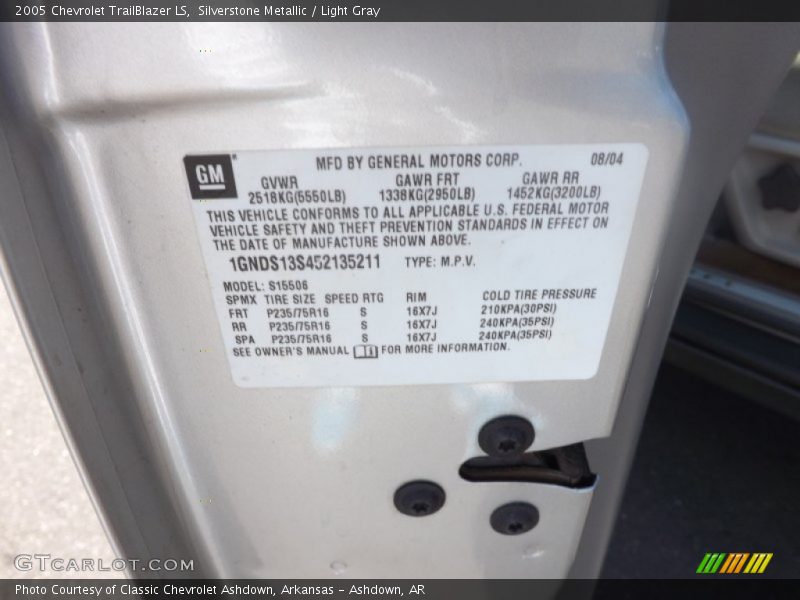 2005 Chevrolet TrailBlazer LS,  Silverstone Metallic / Light Gray
GM
MFD BY GENERAL MOTORS CORP. 08/04
GVWR GAWR FRT GAWR RR
2518KG(5550LB) 1338KG(2950LB) 1452KG(3200LB)
THIS VEHICLE CONFORMS TO ALL APPLICABLE U.S. FEDERAL MOTOR
VEHICLE SAFETY AND THEFT PREVENTION STANDARDS IN EFFECT ON
THE DATE OF MANUFACTURE SHOWN ABOVE.
1GNDS13S452135211 TYPE: M.P.V.
MODEL: S15506
SPMX TIRE SIZE SPEED RTG RIM COLD TIRE PRESSURE
FRT P235/75R16 S 16X7J 210KPA(30PSI)
RR P235/75R16 S 16X7J 240KPA(35PSI)
SPA P235/75R16 S 16X7J 240KPA(35PSI)
SEE OWNER'S MANUAL FOR MORE INFORMATION.
GTCARLOT.COM
Photo Courtesy of Classic Chevrolet Ashdown, Arkansas - Ashdown, AR